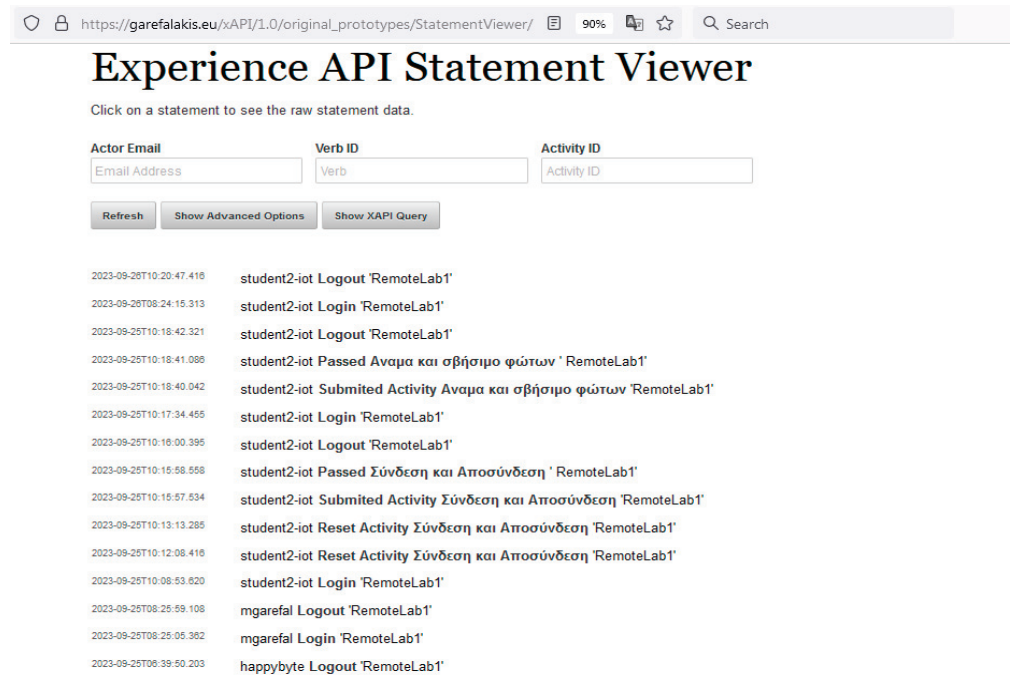 https://garefalakis.eu/xAPI/1.0/original_prototypes/StatementViewer/ 90% Search
Experience API Statement Viewer
Click on a statement to see the raw statement data.
Actor Email Verb ID Activity ID
Email Address Verb Activity ID
Refresh Show Advanced Options Show XAPI Query
2023-09-26T10:20:47.416 student2-iot Logout 'RemoteLab1'
2023-09-26T08:24:15.313 student2-iot Login 'RemoteLab1'
2023-09-25T10:18:42.321 student2-iot Logout 'RemoteLab1'
2023-09-25T10:18:41.086 student2-iot Passed Αναμα και σβήσιμο φώτων ' RemoteLab1'
2023-09-25T10:18:40.042 student2-iot Submited Activity Αναμα και σβήσιμο φώτων 'RemoteLab1'
2023-09-25T10:17:34.455 student2-iot Login 'RemoteLab1'
2023-09-25T10:16:00.395 student2-iot Logout 'RemoteLab1'
2023-09-25T10:15:58.558 student2-iot Passed Σύνδεση και Αποσύνδεση ' RemoteLab1'
2023-09-25T10:15:57.534 student2-iot Submited Activity Σύνδεση και Αποσύνδεση 'RemoteLab1'
2023-09-25T10:13:13.285 student2-iot Reset Activity Σύνδεση και Αποσύνδεση 'RemoteLab1'
2023-09-25T10:12:08.416 student2-iot Reset Activity Σύνδεση και Αποσύνδεση 'RemoteLab1'
2023-09-25T10:08:53.620 student2-iot Login 'RemoteLab1'
2023-09-25T08:25:59.108 mgarefal Logout 'RemoteLab1'
2023-09-25T08:25:05.362 mgarefal Login 'RemoteLab1'
2023-09-25T06:39:50.203 happybyte Logout 'RemoteLab1'